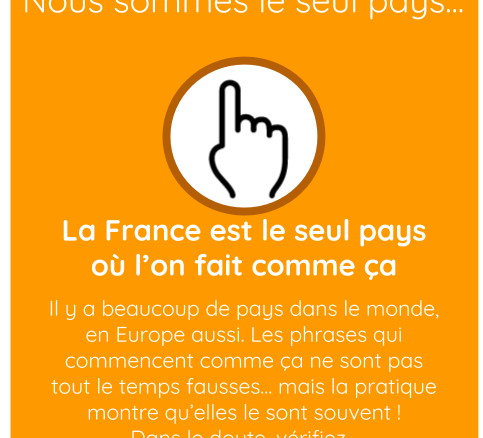 Nous sommes le seul pays...
La France est le seul pays
où l'on fait comme ça
Il y a beaucoup de pays dans le monde,
en Europe aussi. Les phrases qui
commencent comme ça ne sont pas
tout le temps fausses... mais la pratique
montre qu'elles le sont souvent !
Dans le doute, vérifiez